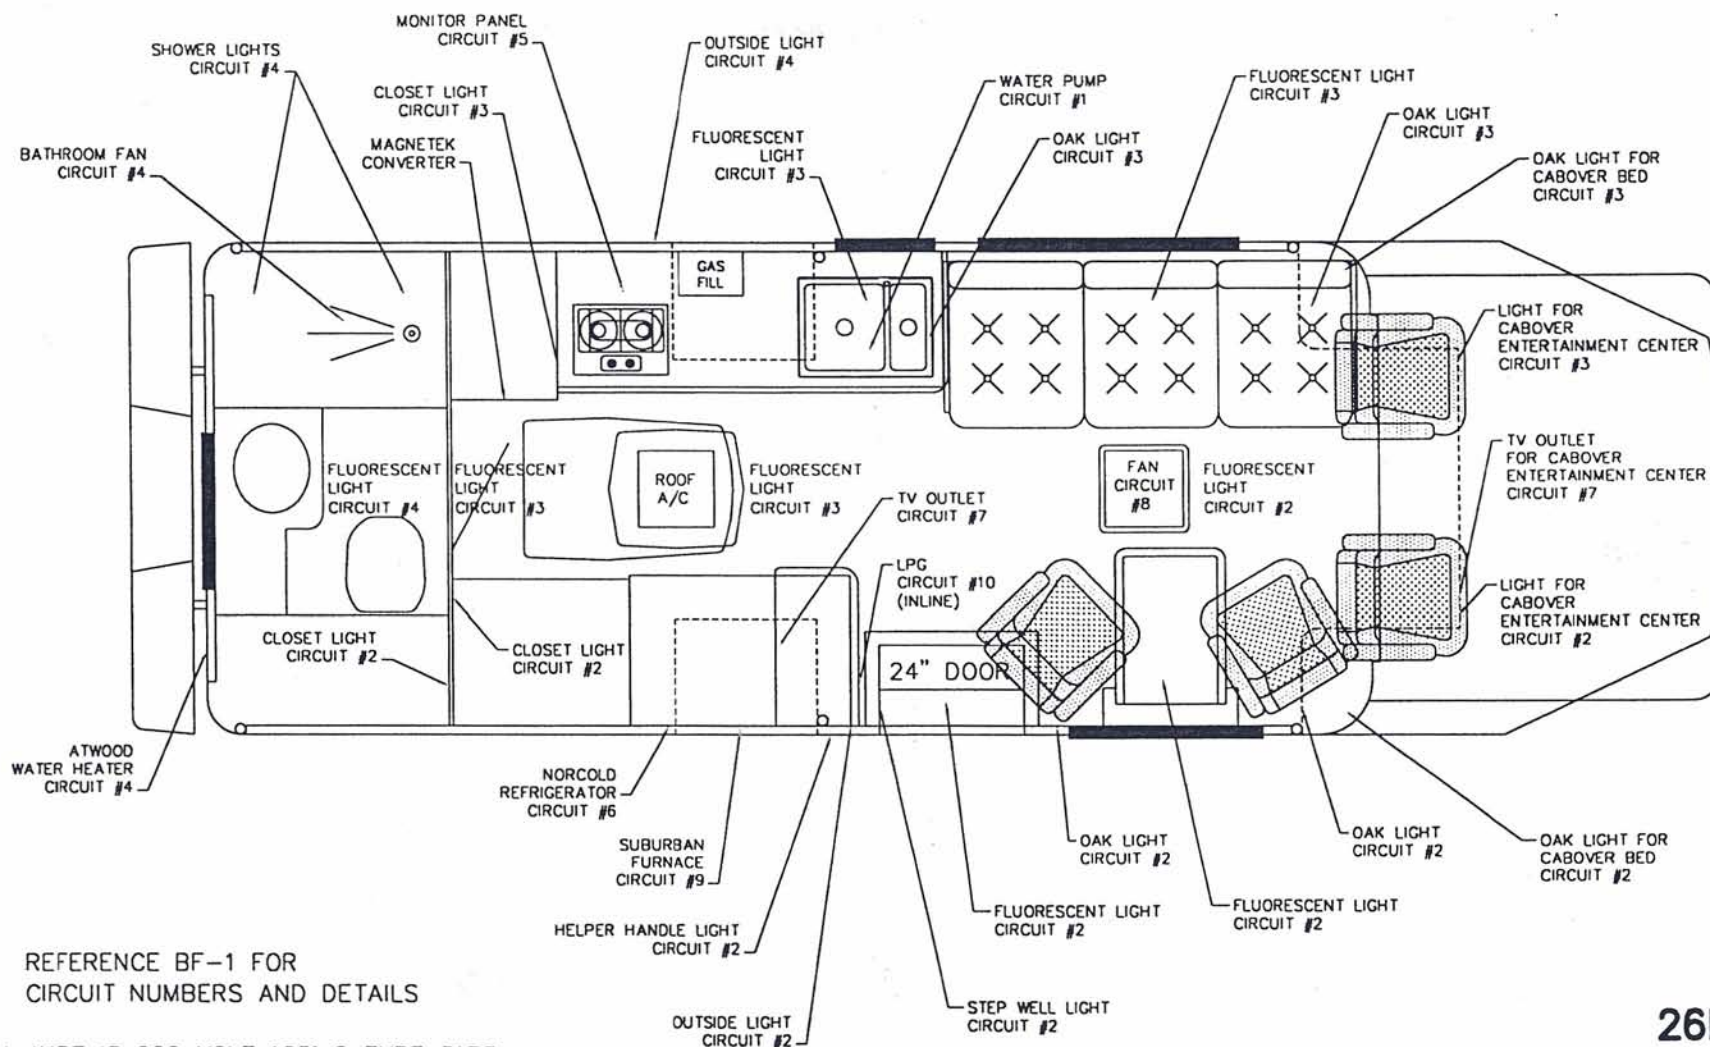 MONITOR PANEL
CIRCUIT #5
OUTSIDE LIGHT
CIRCUIT #4
SHOWER LIGHTS
CIRCUIT #4
CLOSET LIGHT
CIRCUIT #3
WATER PUMP
CIRCUIT #1
FLUORESCENT LIGHT
CIRCUIT #3
MAGNETEK
CONVERTER
FLUORESCENT
LIGHT
CIRCUIT #3
OAK LIGHT
CIRCUIT #3
OAK LIGHT
CIRCUIT #3
BATHROOM FAN
CIRCUIT #4
OAK LIGHT FOR
CABOVER BED
CIRCUIT #3
GAS
FILL
LIGHT FOR
CABOVER
ENTERTAINMENT CENTER
CIRCUIT #3
FLUORESCENT
LIGHT
CIRCUIT #4
FLUORESCENT
LIGHT
CIRCUIT #3
ROOF
A/C
FLUORESCENT
LIGHT
CIRCUIT #3
TV OUTLET
CIRCUIT #7
FAN
CIRCUIT
#8
FLUORESCENT
LIGHT
CIRCUIT #2
TV OUTLET
FOR CABOVER
ENTERTAINMENT CENTER
CIRCUIT #7
LPG
CIRCUIT #10
(INLINE)
LIGHT FOR
CABOVER
ENTERTAINMENT CENTER
CIRCUIT #2
CLOSET LIGHT
CIRCUIT #2
CLOSET LIGHT
CIRCUIT #2
24" DOOR
ATWOOD
WATER HEATER
CIRCUIT #4
NORCOLD
REFRIGERATOR
CIRCUIT #6
SUBURBAN
FURNACE
CIRCUIT #9
OAK LIGHT
CIRCUIT #2
OAK LIGHT
CIRCUIT #2
OAK LIGHT FOR
CABOVER BED
CIRCUIT #2
HELPER HANDLE LIGHT
CIRCUIT #2
FLUORESCENT LIGHT
CIRCUIT #2
FLUORESCENT LIGHT
CIRCUIT #2
REFERENCE BF-1 FOR
CIRCUIT NUMBERS AND DETAILS
OUTSIDE LIGHT
CIRCUIT #2
STEP WELL LIGHT
CIRCUIT #2